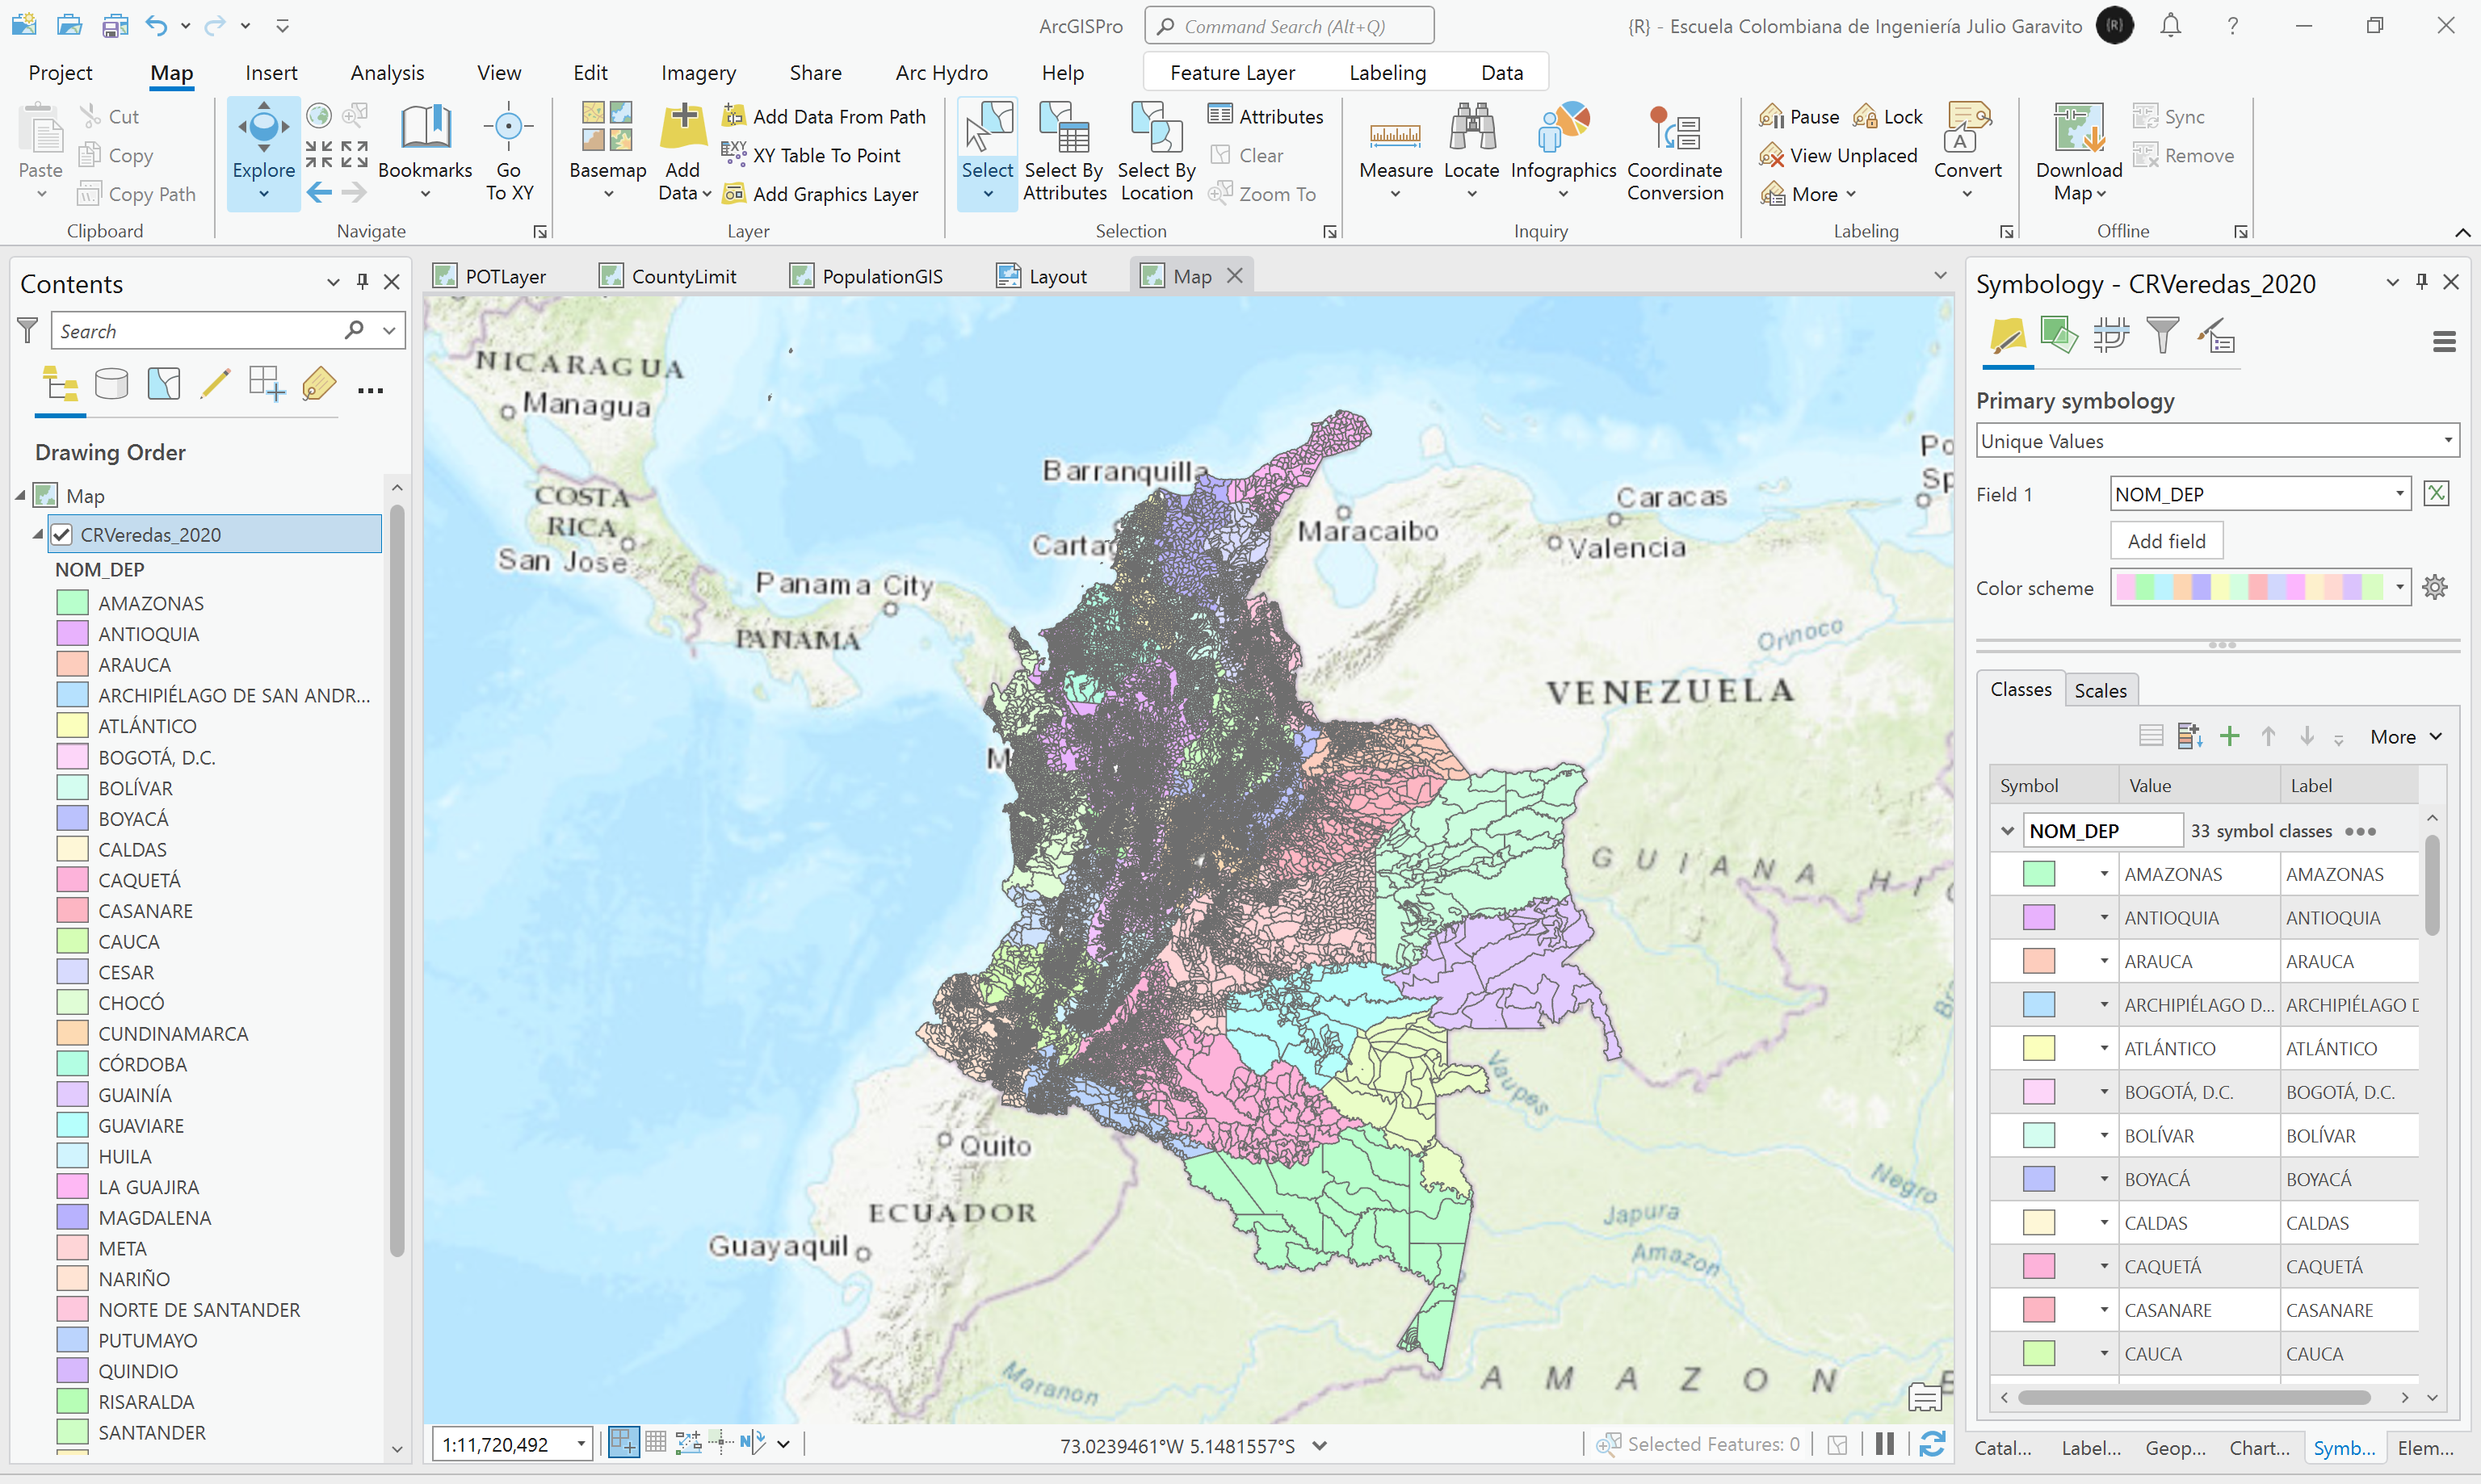 ArcGISPro
Command Search (Alt+Q)
{R} - Escuela Colombiana de Ingeniería Julio Garavito
{R}
?
Project
Map
Insert
Analysis
View
Edit
Imagery
Share
Arc Hydro
Help
Feature Layer
Labeling
Data
Paste
Cut
Copy
Copy Path
Clipboard
Explore
Bookmarks
Go To XY
Navigate
Basemap
Add Data
Add Data From Path
XY Table To Point
Add Graphics Layer
Layer
Select
Select By Attributes
Select By Location
Attributes
Clear
Zoom To
Selection
Measure
Locate
Infographics
Coordinate Conversion
Inquiry
Pause
Lock
View Unplaced
More
Convert
Labeling
Download Map
Sync
Remove
Offline
Contents
Search
Drawing Order
Map
CRVeredas_2020
NOM_DEP
AMAZONAS
ANTIOQUIA
ARAUCA
ARCHIPIÉLAGO DE SAN ANDR...
ATLÁNTICO
BOGOTÁ, D.C.
BOLÍVAR
BOYACÁ
CALDAS
CAQUETÁ
CASANARE
CAUCA
CESAR
CHOCÓ
CUNDINAMARCA
CÓRDOBA
GUAINÍA
GUAVIARE
HUILA
LA GUAJIRA
MAGDALENA
META
NARIÑO
NORTE DE SANTANDER
PUTUMAYO
QUINDIO
RISARALDA
SANTANDER
POTLayer
CountyLimit
PopulationGIS
Layout
Map
NICARAGUA
Managua
COSTA RICA
San Jose
Panama City
PANAMÁ
Barranquilla
Cartag
Maracaibo
Caracas
Valencia
Po
Sp
Orinoco
VENEZUELA
M
GUIANA HI
Vaupes
Negro
Quito
ECUADOR
Guayaquil
Japura
Amazon
Maranon
AMAZON
1:11,720,492
73.0239461°W 5.1481557°S
Selected Features: 0
Symbology - CRVeredas_2020
Primary symbology
Unique Values
Field 1
NOM_DEP
Add field
Color scheme
Classes
Scales
More
Symbol
Value
Label
NOM_DEP
33 symbol classes
AMAZONAS AMAZONAS
ANTIOQUIA ANTIOQUIA
ARAUCA ARAUCA
ARCHIPIÉLAGO D... ARCHIPIÉLAGO D
ATLÁNTICO ATLÁNTICO
BOGOTÁ, D.C. BOGOTÁ, D.C.
BOLÍVAR BOLÍVAR
BOYACÁ BOYACÁ
CALDAS CALDAS
CAQUETÁ CAQUETÁ
CASANARE CASANARE
CAUCA CAUCA
Catal...
Label...
Geop...
Chart...
Symb...
Elem...